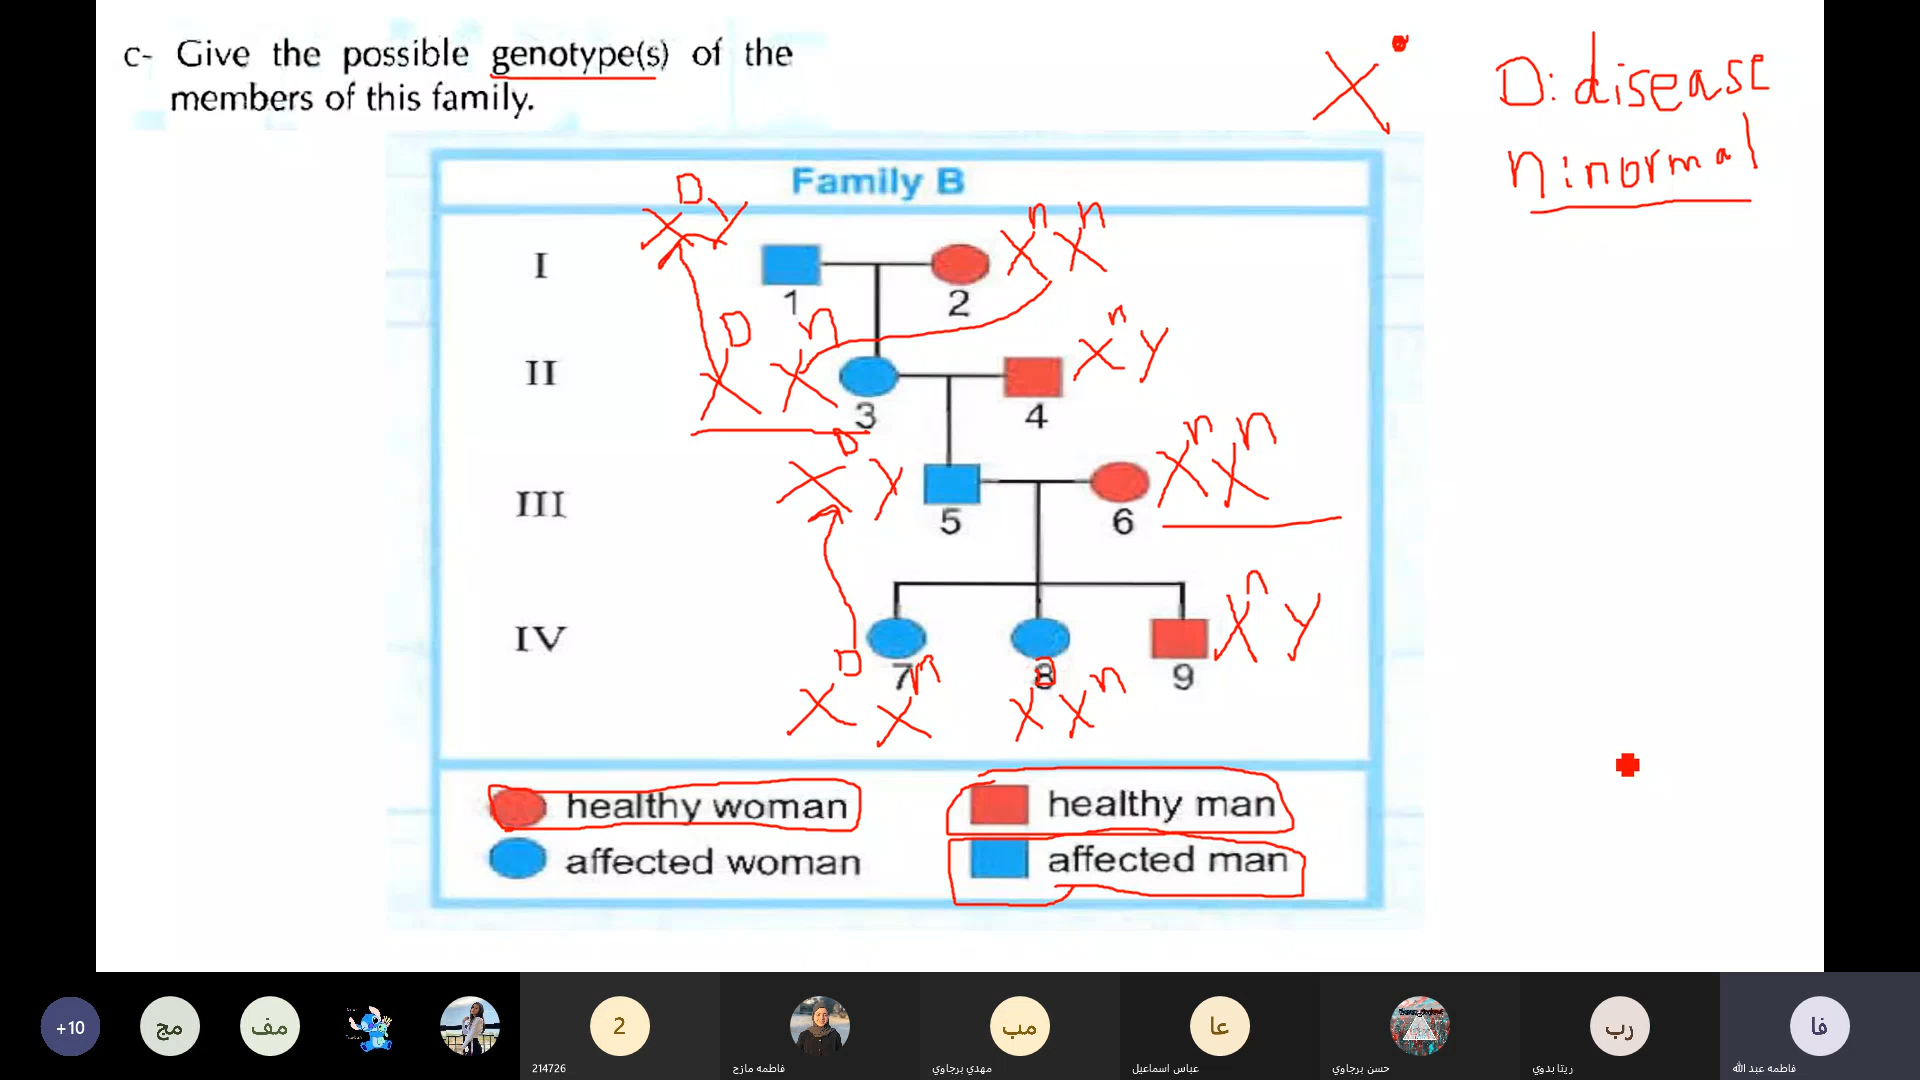 c- Give the possible genotype(s) of the
members of this family.
X
D: disease
n: normal
Family B
X^D Y
X^n X^n
I
1
2
X^D X^n
X^n Y
II
3
4
X^D Y
X^n X^n
III
5
6
IV
X^n Y
7
8
9
X^D X^n
X^D X^n
healthy woman
healthy man
affected woman
affected man
+10
مج
مف
2
مب
عا
رب
فا
214726
فاطمه مازح
مهدي برجاوي
عباس اسماعيل
حسن برجاوي
ريتا بدوي
فاطمه عبد الله